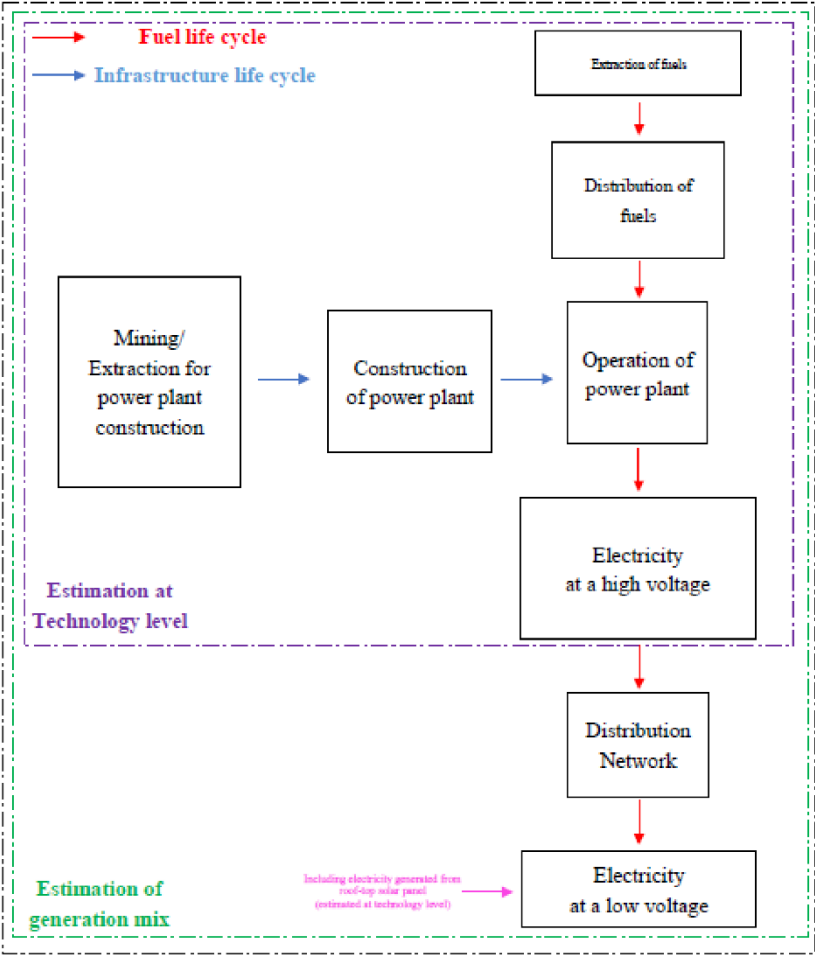 Fuel life cycle
Infrastructure life cycle
Extraction of fuels
Distribution of
fuels
Mining/
Extraction for
power plant
construction
Construction
of power plant
Operation of
power plant
Electricity
at a high voltage
Estimation at
Technology level
Distribution
Network
Including electricity generated from
roof-top solar panel
(estimated at technology level)
Electricity
at a low voltage
Estimation of
generation mix